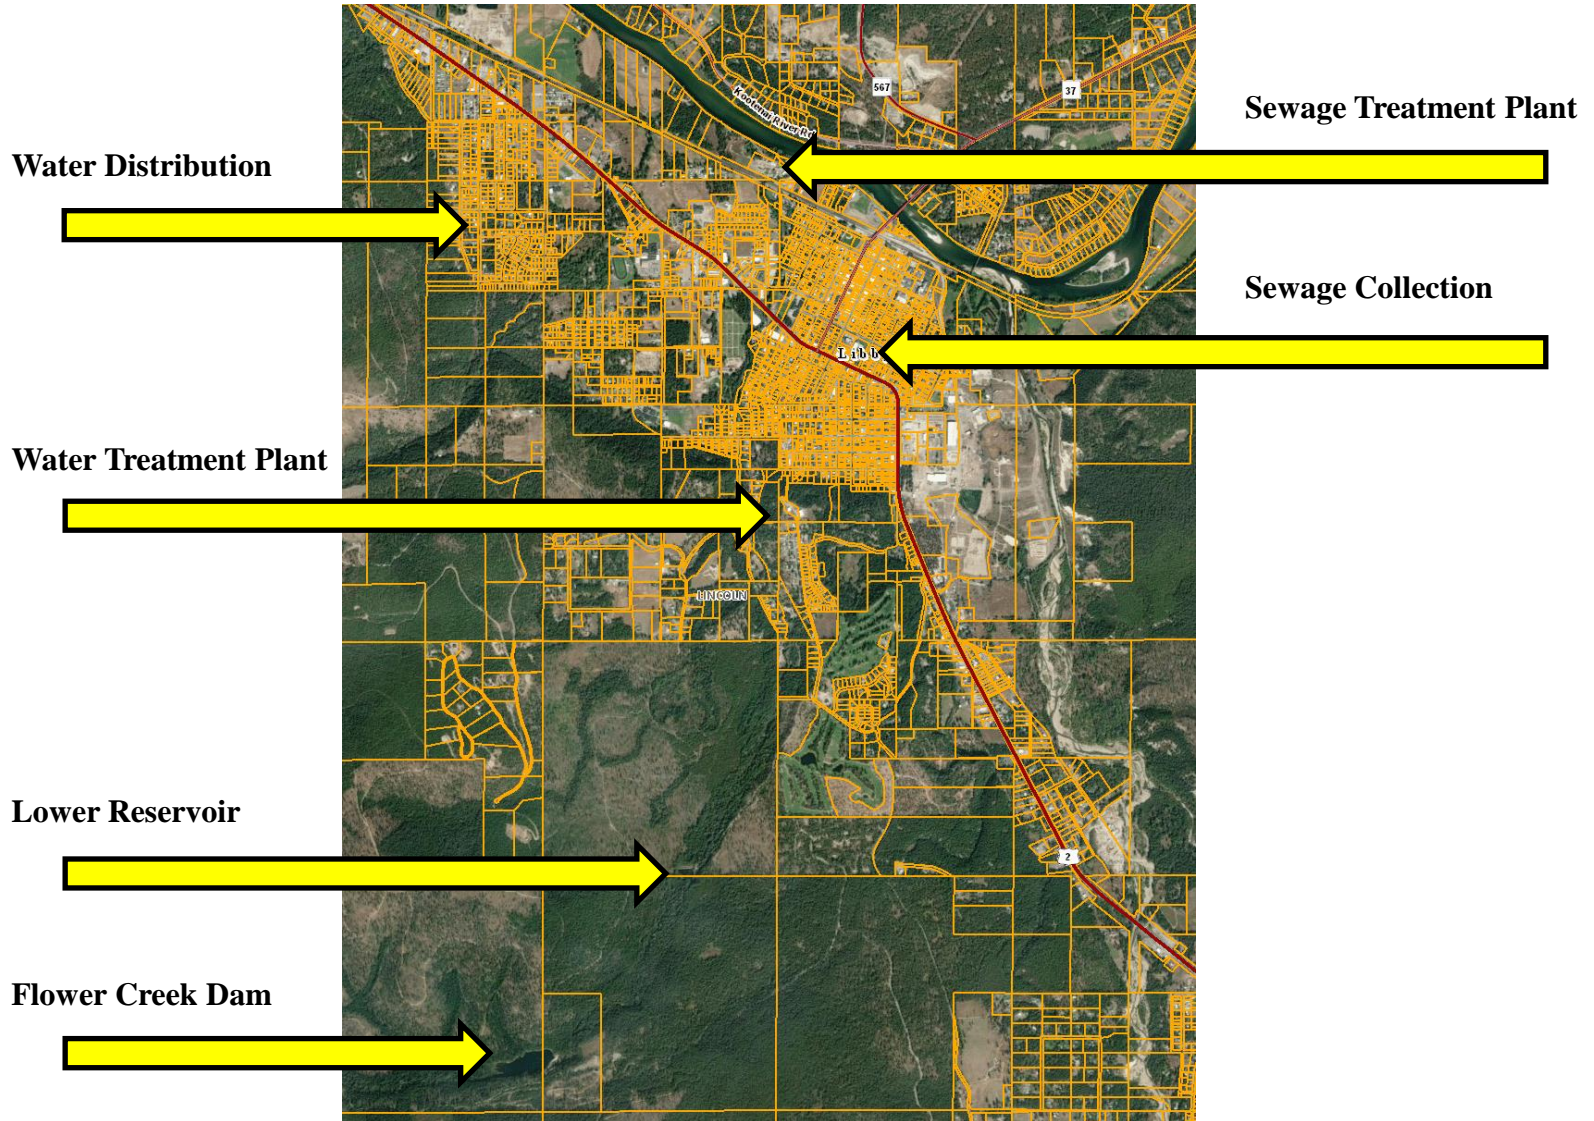 Sewage Treatment Plant
567
37
Kootenai River Rd
Water Distribution
Sewage Collection
Libby
Water Treatment Plant
LINCOLN
Lower Reservoir
2
Flower Creek Dam